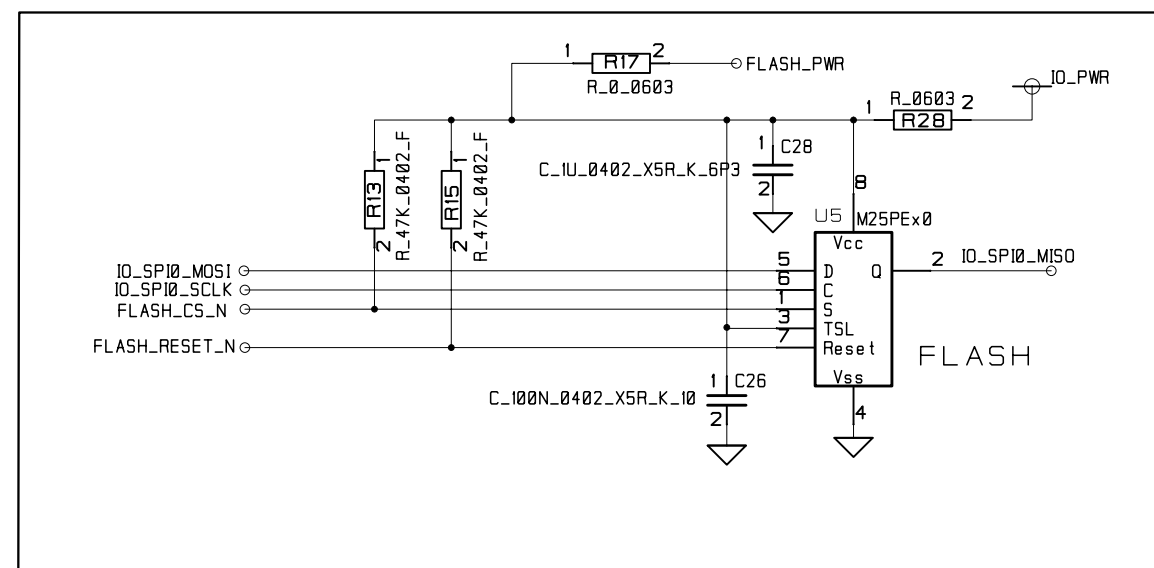 1 R17 2 FLASH_PWR
R_0_0603
IO_PWR
R_0603
1 R28 2
1 C28
C_1U_0402_X5R_K_6P3
2
1 R13 2
R_47K_0402_F
1 R15 2
R_47K_0402_F
8
U5 M25PEx0
Vcc
IO_SPI0_MOSI 5 D Q 2 IO_SPI0_MISO
IO_SPI0_SCLK 6 C
FLASH_CS_N 1 S
3 TSL
FLASH_RESET_N 7 Reset
FLASH
Vss
4
1 C26
C_100N_0402_X5R_K_10
2